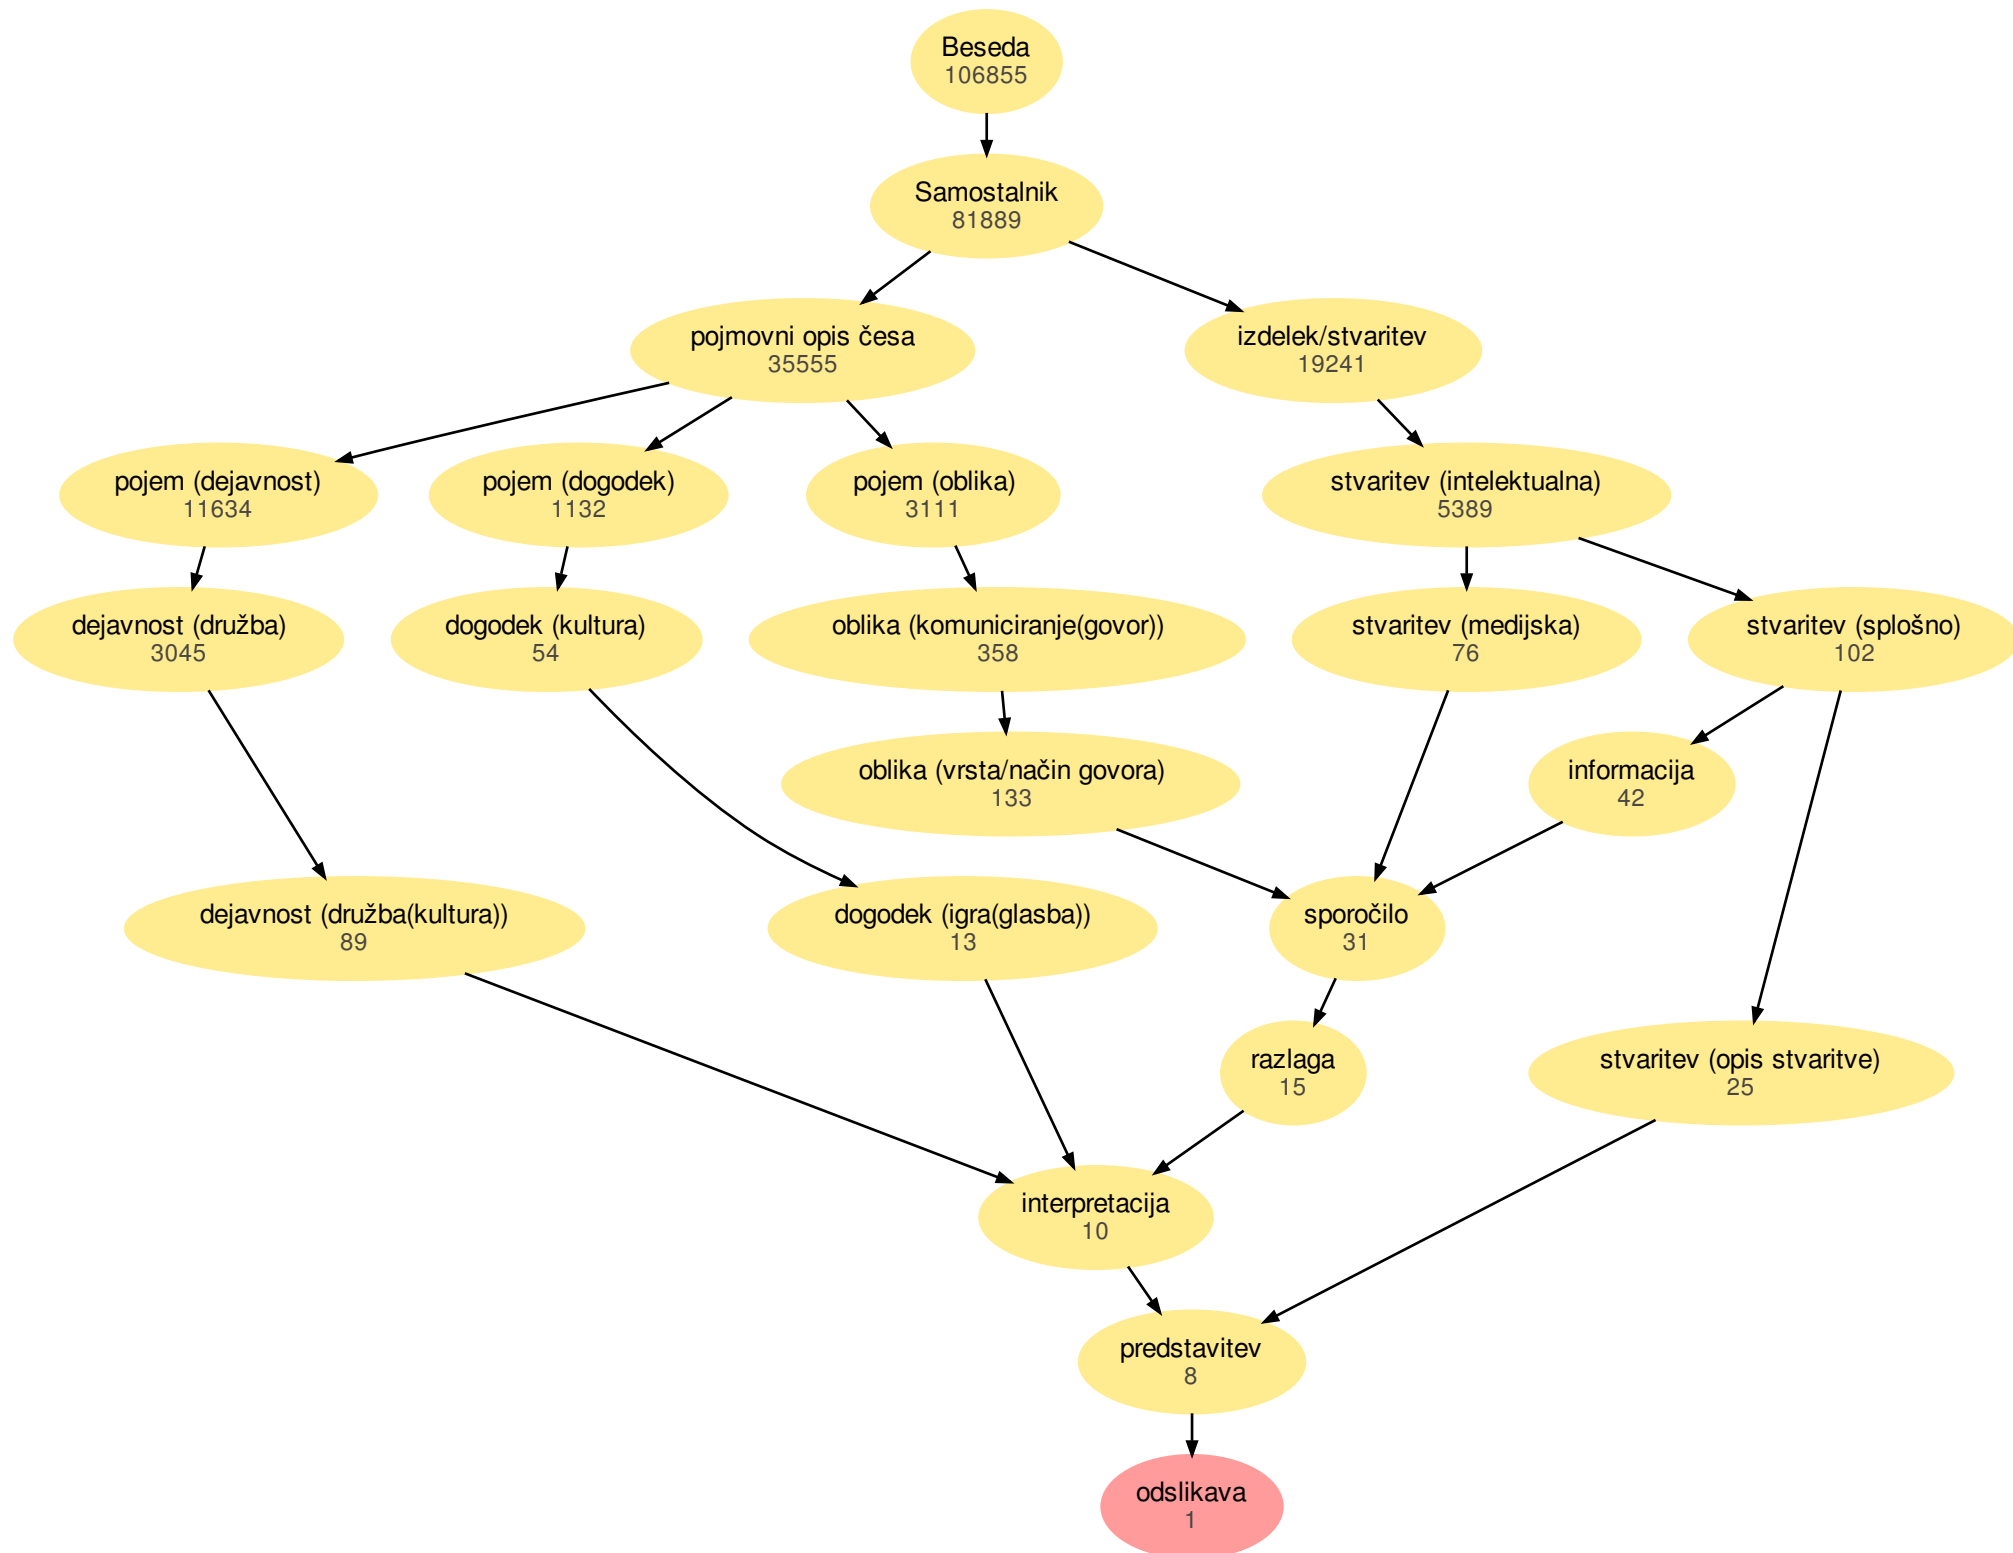 Beseda
106855
Samostalnik
81889
pojmovni opis česa
35555
izdelek/stvaritev
19241
pojem (dejavnost)
11634
pojem (dogodek)
1132
pojem (oblika)
3111
stvaritev (intelektualna)
5389
dejavnost (družba)
3045
dogodek (kultura)
54
oblika (komuniciranje(govor))
358
stvaritev (medijska)
76
stvaritev (splošno)
102
oblika (vrsta/način govora)
133
informacija
42
dejavnost (družba(kultura))
89
dogodek (igra(glasba))
13
sporočilo
31
razlaga
15
stvaritev (opis stvaritve)
25
interpretacija
10
predstavitev
8
odslikava
1